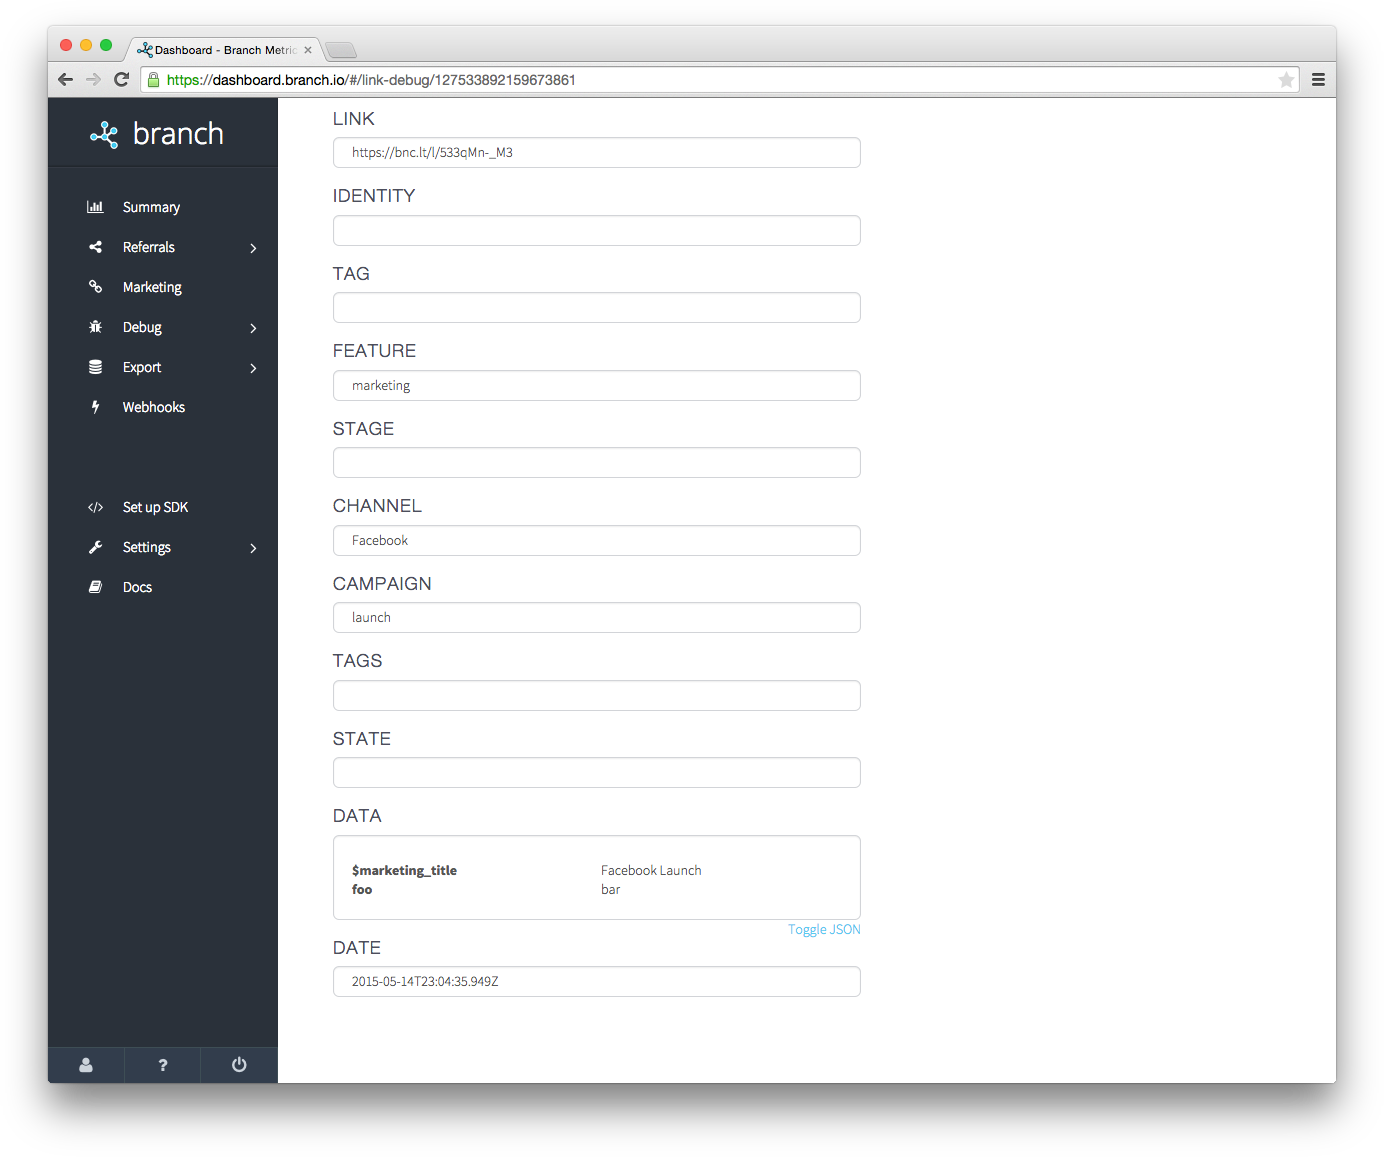 Dashboard - Branch Metric
https://dashboard.branch.io/#/link-debug/127533892159673861
branch
Summary
Referrals
Marketing
Debug
Export
Webhooks
Set up SDK
Settings
Docs
?
LINK
https://bnc.lt/l/533qMn-_M3
IDENTITY
TAG
FEATURE
marketing
STAGE
CHANNEL
Facebook
CAMPAIGN
launch
TAGS
STATE
DATA
$marketing_title Facebook Launch
foo bar
Toggle JSON
DATE
2015-05-14T23:04:35.949Z